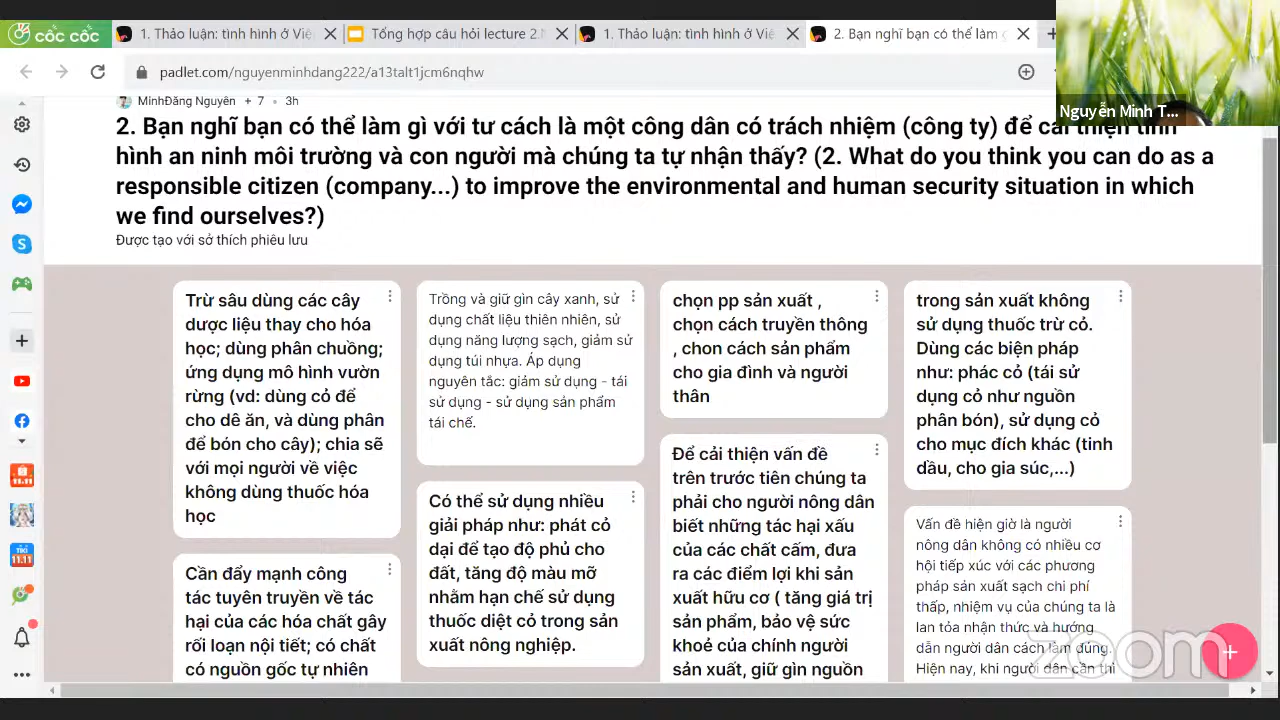 cốc cốc
1. Thảo luận: tình hình ở Việ
Tổng hợp câu hỏi lecture 2.
1. Thảo luận: tình hình ở Việ
2. Bạn nghĩ bạn có thể làm
padlet.com/nguyenminhdang222/a13talt1jcm6nqhw
Nguyễn Minh T...
MinhĐăng Nguyên + 7 • 3h
2. Bạn nghĩ bạn có thể làm gì với tư cách là một công dân có trách nhiệm (công ty) để cải thiện tình
hình an ninh môi trường và con người mà chúng ta tự nhận thấy? (2. What do you think you can do as a
responsible citizen (company...) to improve the environmental and human security situation in which
we find ourselves?)
Được tạo với sở thích phiêu lưu
Trừ sâu dùng các cây
dược liệu thay cho hóa
học; dùng phân chuồng;
ứng dụng mô hình vườn
rừng (vd: dùng cỏ để
cho dê ăn, và dùng phân
để bón cho cây); chia sẽ
với mọi người về việc
không dùng thuốc hóa
học
Cần đẩy mạnh công
tác tuyên truyền về tác
hại của các hóa chất gây
rối loạn nội tiết; có chất
có nguồn gốc tự nhiên
Trồng và giữ gìn cây xanh, sử
dụng chất liệu thiên nhiên, sử
dụng năng lượng sạch, giảm sử
dụng túi nhựa. Áp dụng
nguyên tắc: giảm sử dụng - tái
sử dụng - sử dụng sản phẩm
tái chế.
Có thể sử dụng nhiều
giải pháp như: phát cỏ
dại để tạo độ phủ cho
đất, tăng độ màu mỡ
nhằm hạn chế sử dụng
thuốc diệt cỏ trong sản
xuất nông nghiệp.
chọn pp sản xuất ,
chọn cách truyền thông
, chon cách sản phẩm
cho gia đình và người
thân
Để cải thiện vấn đề
trên trước tiên chúng ta
phải cho người nông dân
biết những tác hại xấu
của các chất cấm, đưa
ra các điểm lợi khi sản
xuất hữu cơ ( tăng giá trị
sản phẩm, bảo vệ sức
khoẻ của chính người
sản xuất, giữ gìn nguồn
trong sản xuất không
sử dụng thuốc trừ cỏ.
Dùng các biện pháp
như: phác cỏ (tái sử
dụng cỏ như nguồn
phân bón), sử dụng cỏ
cho mục đích khác (tinh
dầu, cho gia súc,...)
Vấn đề hiện giờ là người
nông dân không có nhiều cơ
hội tiếp xúc với các phương
pháp sản xuất sạch chi phí
thấp, nhiệm vụ của chúng ta là
lan tỏa nhận thức và hướng
dẫn người dân cách làm đúng.
Hiện nay, khi người dân cần thi
zoom